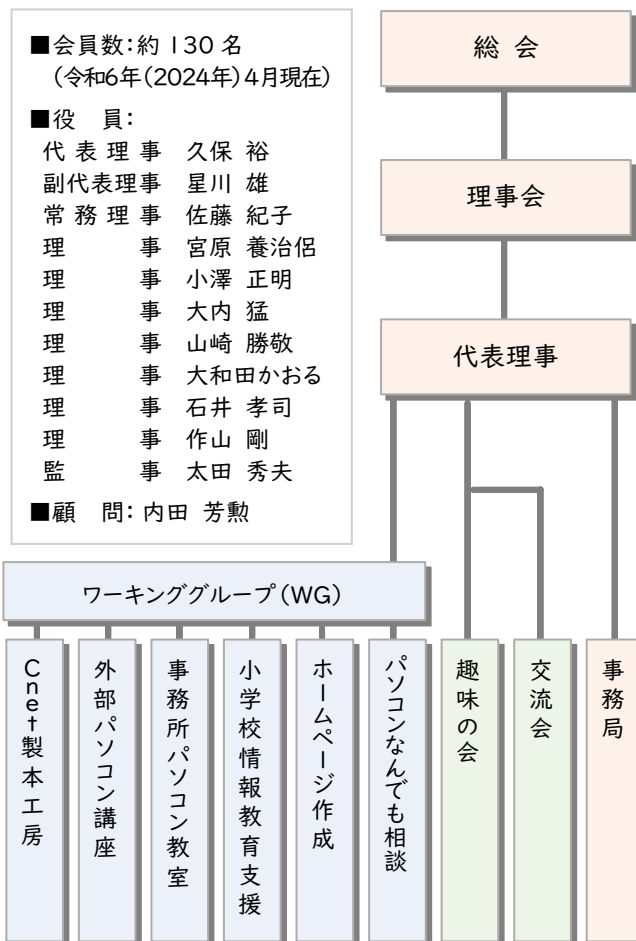 ■会員数:約130名
(令和6年(2024年)4月現在)
■役　員:
代表理事　久保 裕
副代表理事　星川 雄
常務理事　佐藤 紀子
理　　事　宮原 養治侶
理　　事　小澤 正明
理　　事　大内 猛
理　　事　山崎 勝敬
理　　事　大和田かおる
理　　事　石井 孝司
理　　事　作山 剛
監　　事　太田 秀夫
■顧　問:内田 芳勲
総 会
理事会
代表理事
ワーキンググループ(WG)
Cnet製本工房
外部パソコン講座
事務所パソコン教室
小学校情報教育支援
ホームページ作成
パソコンなんでも相談
趣味の会
交流会
事務局